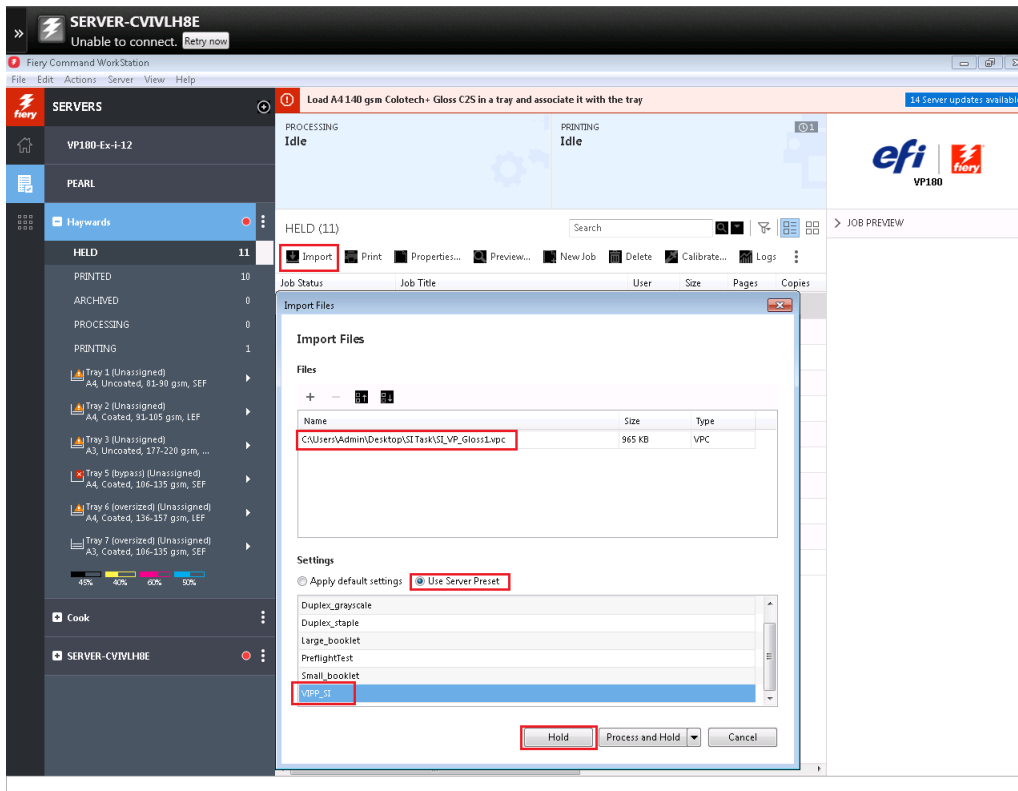 »
SERVER-CVIVLH8E
Unable to connect. Retry now
Fiery Command WorkStation
File Edit Actions Server View Help
fiery
SERVERS
Load A4 140 gsm Colotech+ Gloss C2S in a tray and associate it with the tray
14 Server updates available
VP180-Ex-i-12
PEARL
Haywards
HELD 11
PRINTED 10
ARCHIVED 0
PROCESSING 0
PRINTING 1
Tray 1 (Unassigned)
A4, Uncoated, 81-90 gsm, SEF
Tray 2 (Unassigned)
A4, Coated, 91-105 gsm, LEF
Tray 3 (Unassigned)
A3, Uncoated, 177-220 gsm, ...
Tray 5 (bypass) (Unassigned)
A4, Coated, 106-135 gsm, SEF
Tray 6 (oversized) (Unassigned)
A4, Coated, 136-157 gsm, LEF
Tray 7 (oversized) (Unassigned)
A3, Coated, 106-135 gsm, SEF
45% 40% 60% 50%
Cook
SERVER-CVIVLH8E
PROCESSING
Idle
PRINTING
Idle
1
efi fiery
VP180
JOB PREVIEW
HELD (11)
Search
Import Print Properties... Preview... New Job Delete Calibrate... Logs
Job Status Job Title User Size Pages Copies
Import Files
Import Files
Files
Name Size Type
C:\Users\Admin\Desktop\SI Task\SI_VP_Gloss1.vpc 965 KB VPC
Settings
Apply default settings Use Server Preset
Duplex_grayscale
Duplex_staple
Large_booklet
PreflightTest
Small_booklet
VIPP_SI
Hold Process and Hold Cancel